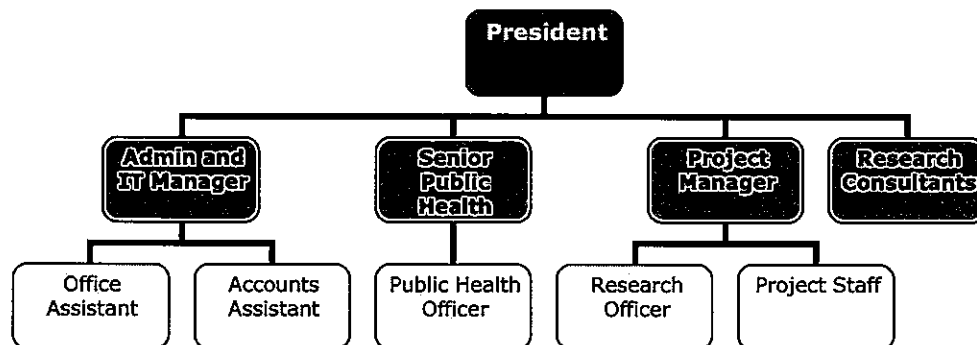 President
Admin and
IT Manager
Senior
Public
Health
Project
Manager
Research
Consultants
Office
Assistant
Accounts
Assistant
Public Health
Officer
Research
Officer
Project Staff